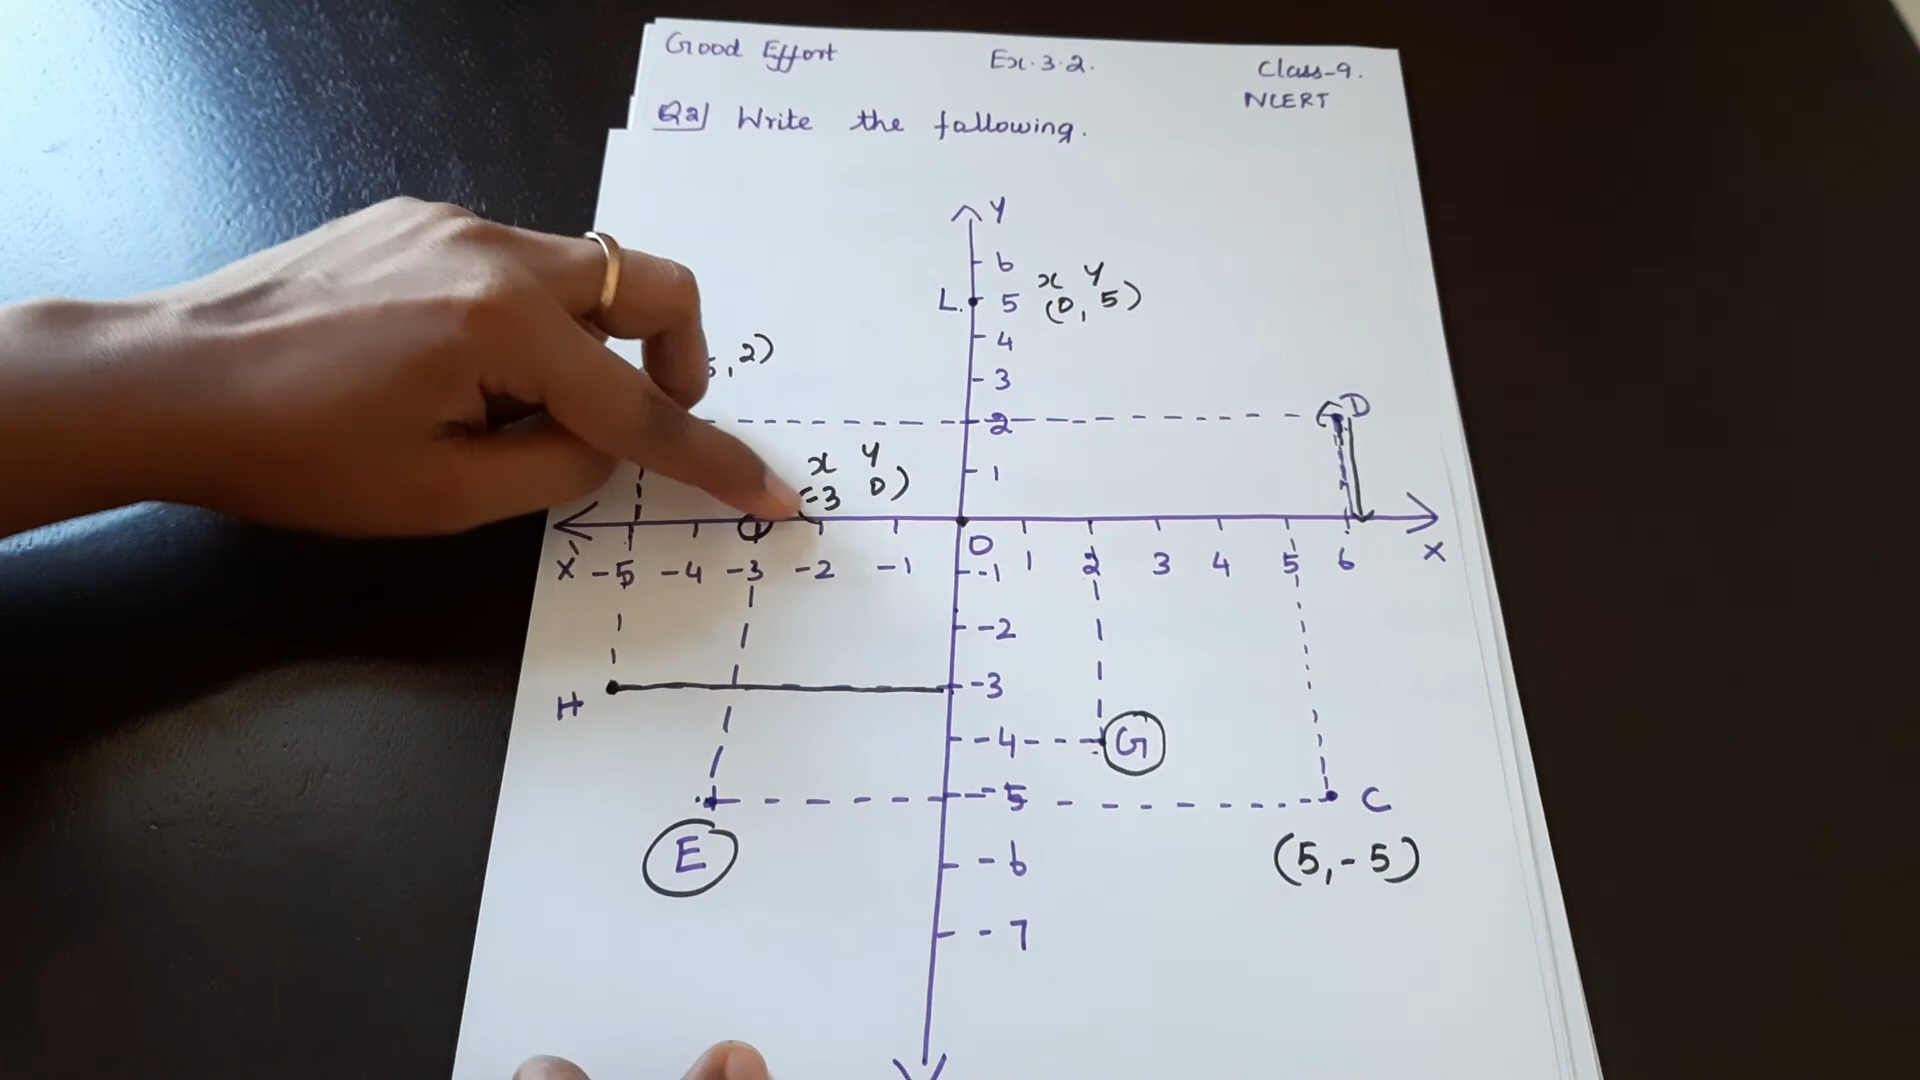 Good Effort Ex.3.2. Class-9.
NCERT
Q2/ Write the following.
Y
6
x y
L. 5 (0, 5)
4
, 2)
3
D
2
x y
1
-3 0)
O
X' -5 -4 -3 -2 -1 1 2 3 4 5 6 X
-1
-2
-3
H
-4 G
-5 C
E -6 (5,-5)
-7